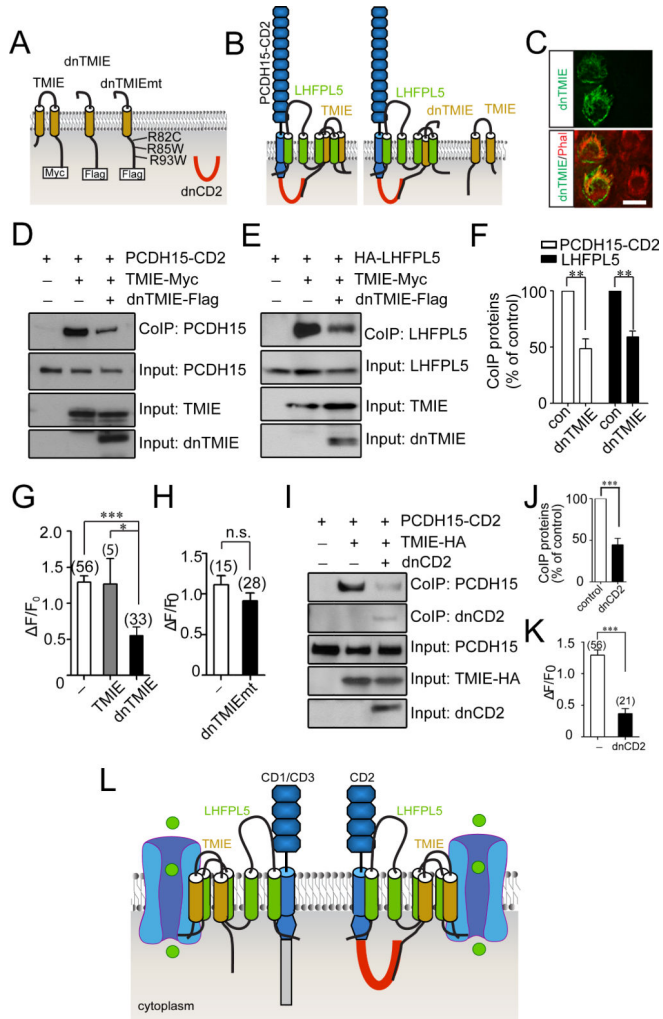 A
dnTMIE
TMIE
dnTMIEmt
R82C
R85W
R93W
Myc
Flag
Flag
dnCD2
B
PCDH15-CD2
LHFPL5
TMIE
LHFPL5
dnTMIE
TMIE
C
dnTMIE
dnTMIE/Phal
D
+ + + PCDH15-CD2
– + + TMIE-Myc
– – + dnTMIE-Flag
CoIP: PCDH15
Input: PCDH15
Input: TMIE
Input: dnTMIE
E
+ + + HA-LHFPL5
– + + TMIE-Myc
– – + dnTMIE-Flag
CoIP: LHFPL5
Input: LHFPL5
Input: TMIE
Input: dnTMIE
F
PCDH15-CD2
LHFPL5
** **
100
50
0
CoIP proteins
(% of control)
con
dnTMIE
con
dnTMIE
G
***
*
2.0
1.5
1.0
0.5
0
ΔF/F0
(56)
(5)
(33)
–
TMIE
dnTMIE
H
n.s.
1.5
1.0
0.5
0
ΔF/F0
(15)
(28)
–
dnTMIEmt
I
+ + + PCDH15-CD2
– + + TMIE-HA
– – + dnCD2
CoIP: PCDH15
CoIP: dnCD2
Input: PCDH15
Input: TMIE-HA
Input: dnCD2
J
***
100
50
0
CoIP proteins
(% of control)
control
dnCD2
K
***
1.5
1.0
0.5
0
ΔF/F0
(56)
(21)
–
dnCD2
L
CD1/CD3
CD2
LHFPL5
LHFPL5
TMIE
TMIE
cytoplasm